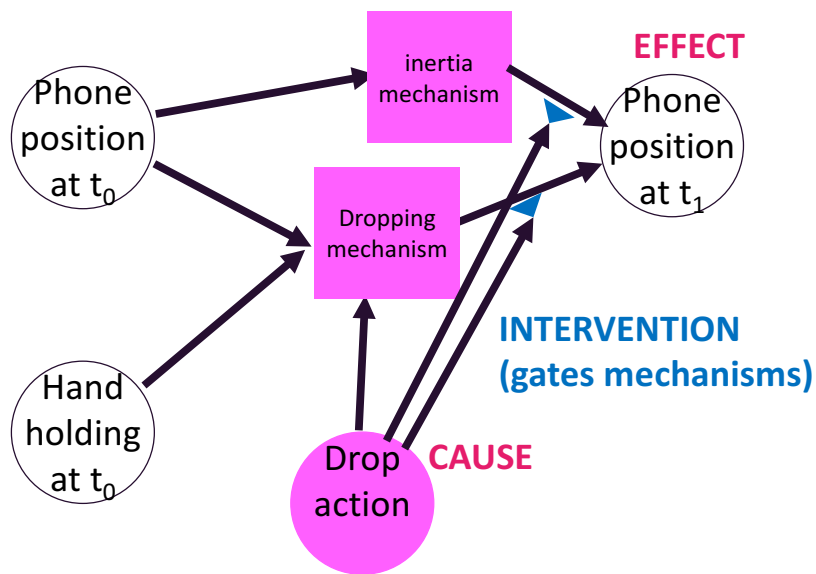 EFFECT
inertia
mechanism
Phone
position
at t₀
Phone
position
at t₁
Dropping
mechanism
INTERVENTION
(gates mechanisms)
Hand
holding
at t₀
CAUSE
Drop
action